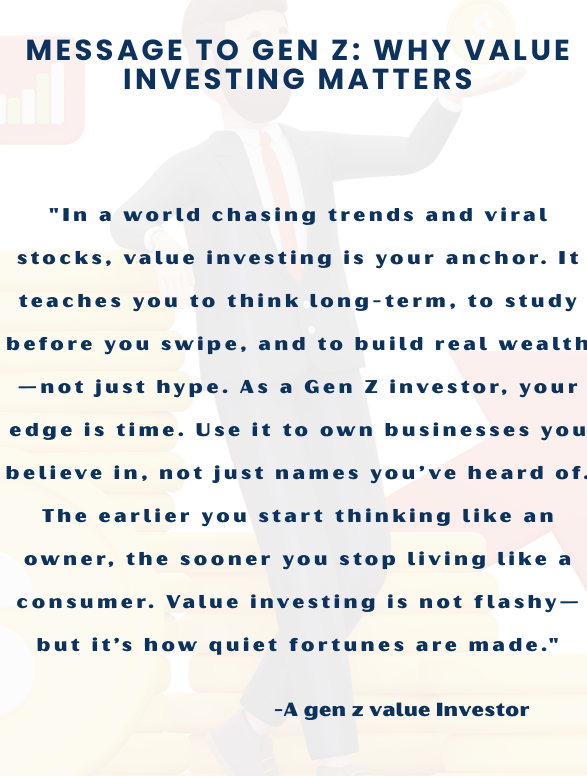 MESSAGE TO GEN Z: WHY VALUE
INVESTING MATTERS
"In a world chasing trends and viral
stocks, value investing is your anchor. It
teaches you to think long-term, to study
before you swipe, and to build real wealth
—not just hype. As a Gen Z investor, your
edge is time. Use it to own businesses you
believe in, not just names you’ve heard of.
The earlier you start thinking like an
owner, the sooner you stop living like a
consumer. Value investing is not flashy—
but it’s how quiet fortunes are made."
-A gen z value Investor